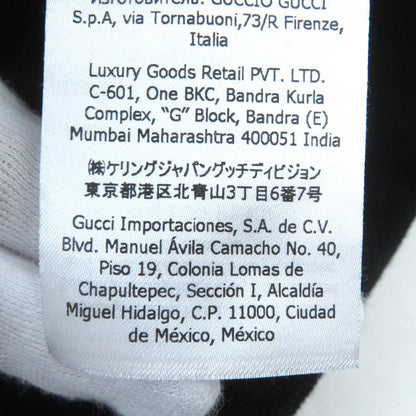 ИЗГОТОВИТЕЛЬ: GUCCIO GUCCI
S.p.A, via Tornabuoni,73/R Firenze,
Italia
Luxury Goods Retail PVT. LTD.
C-601, One BKC, Bandra Kurla
Complex, “G” Block, Bandra (E)
Mumbai Maharashtra 400051 India
㈱ケリングジャパングッチディビジョン
東京都港区北青山3丁目6番7号
Gucci Importaciones, S.A. de C.V.
Blvd. Manuel Ávila Camacho No. 40,
Piso 19, Colonia Lomas de
Chapultepec, Sección I, Alcaldía
Miguel Hidalgo, C.P. 11000, Ciudad
de México, México